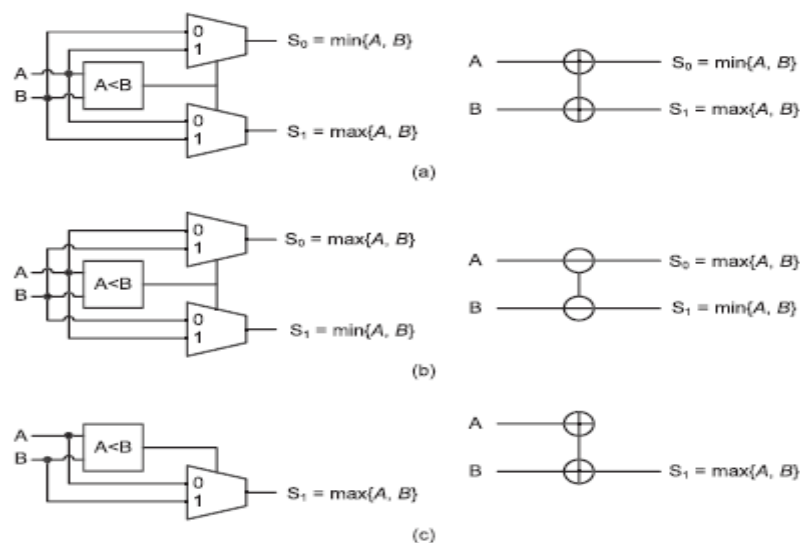 0
1
S₀ = min{A, B}
A
B
A<B
0
1
S₁ = max{A, B}
A
S₀ = min{A, B}
B
S₁ = max{A, B}
(a)
0
1
S₀ = max{A, B}
A
B
A<B
0
1
S₁ = min{A, B}
A
S₀ = max{A, B}
B
S₁ = min{A, B}
(b)
A
B
A<B
0
1
S₁ = max{A, B}
A
B
S₁ = max{A, B}
(c)